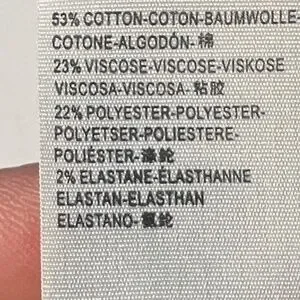 53% COTTON-COTON-BAUMWOLLE-
COTONE-ALGODÓN-棉
23% VISCOSE-VISCOSE-VISKOSE
VISCOSA-VISCOSA-粘胶
22% POLYESTER-POLYESTER-
POLYETSER-POLIESTERE-
POLIÉSTER-涤纶
2% ELASTANE-ÉLASTHANNE
ELASTAN-ELASTHAN
ELASTANO-氨纶